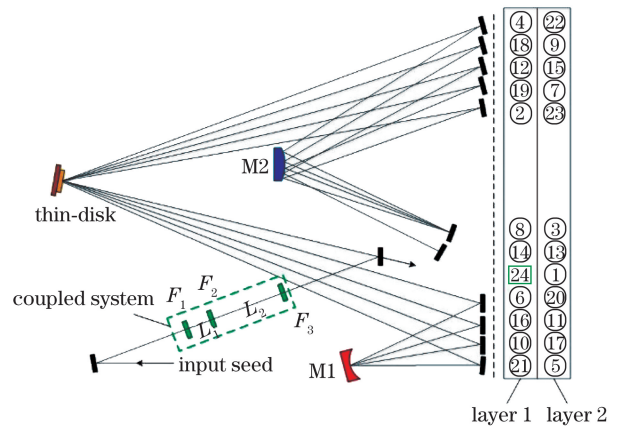 4 22
18 9
12 15
19 7
2 23
M2
thin-disk
8 3
14 13
24 1
6 20
16 11
10 17
21 5
coupled system
F1
F2
L1
L2
F3
input seed
M1
layer 1 layer 2